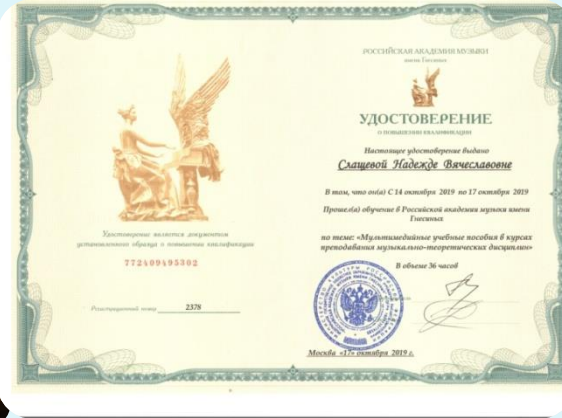 Удостоверение является документом
установленного образца о повышении квалификации
772409495302
Регистрационный номер 2378
РОССИЙСКАЯ АКАДЕМИЯ МУЗЫКИ
имени Гнесиных
УДОСТОВЕРЕНИЕ
О ПОВЫШЕНИИ КВАЛИФИКАЦИИ
Настоящее удостоверение выдано
Слащевой Надежде Вячеславовне
В том, что он(а) С 14 октября 2019 по 17 октября 2019
Прошел(а) обучение в Российской академии музыки имени
Гнесиных
по теме: «Мультимедийные учебные пособия в курсах
преподавания музыкально-теоретических дисциплин»
В объеме 36 часов
Москва «17» октября 2019 г.